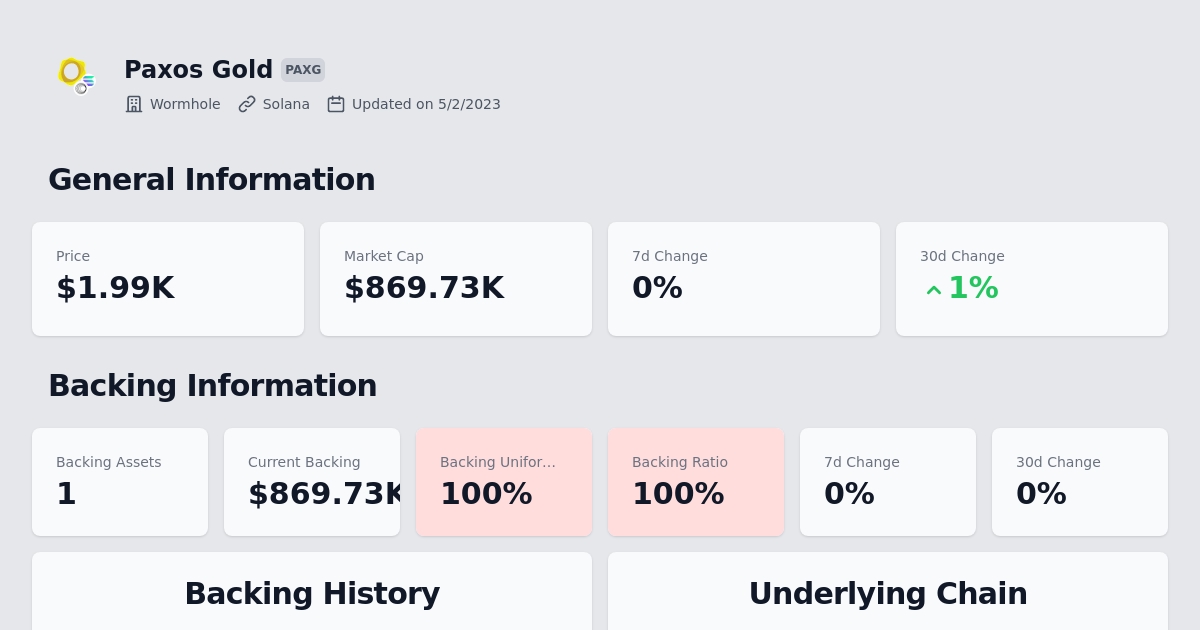 Paxos Gold PAXG
Wormhole Solana Updated on 5/2/2023
General Information
Price Market Cap 7d Change 30d Change
$1.99K $869.73K 0% 1%
Backing Information
Backing Assets Current Backing Backing Unifor... Backing Ratio 7d Change 30d Change
1 $869.73K 100% 100% 0% 0%
Backing History Underlying Chain